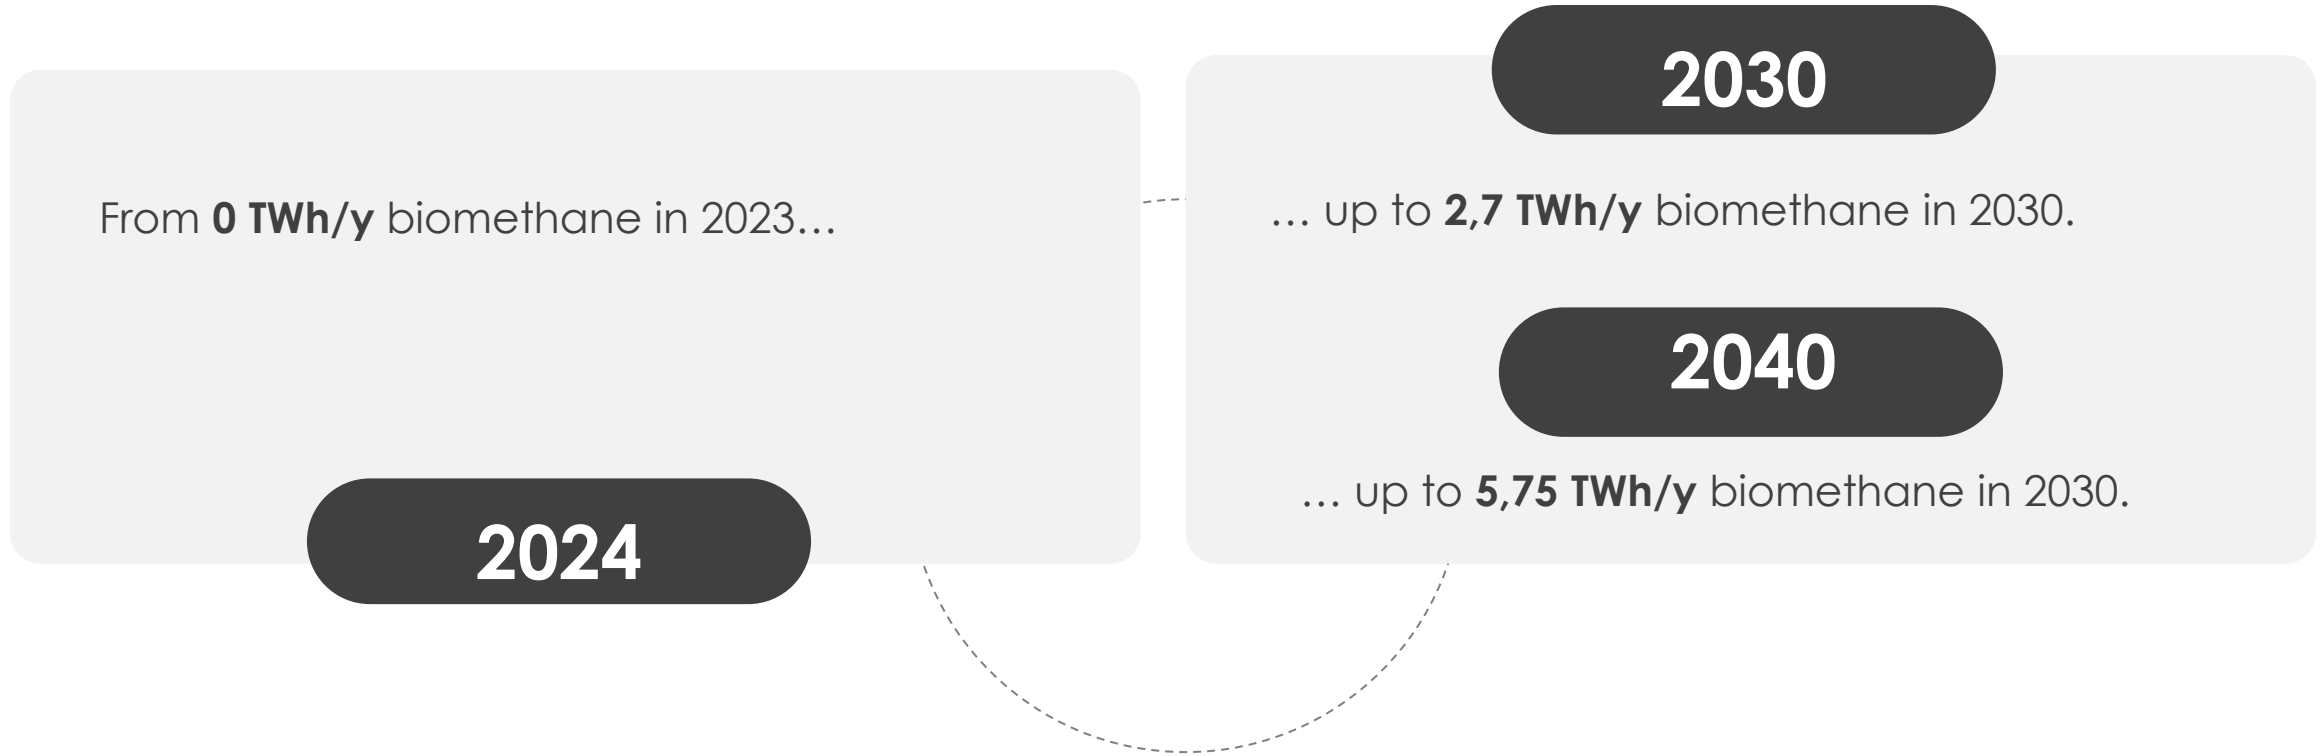 From 0 TWh/y biomethane in 2023…
2024
2030
… up to 2,7 TWh/y biomethane in 2030.
2040
… up to 5,75 TWh/y biomethane in 2030.